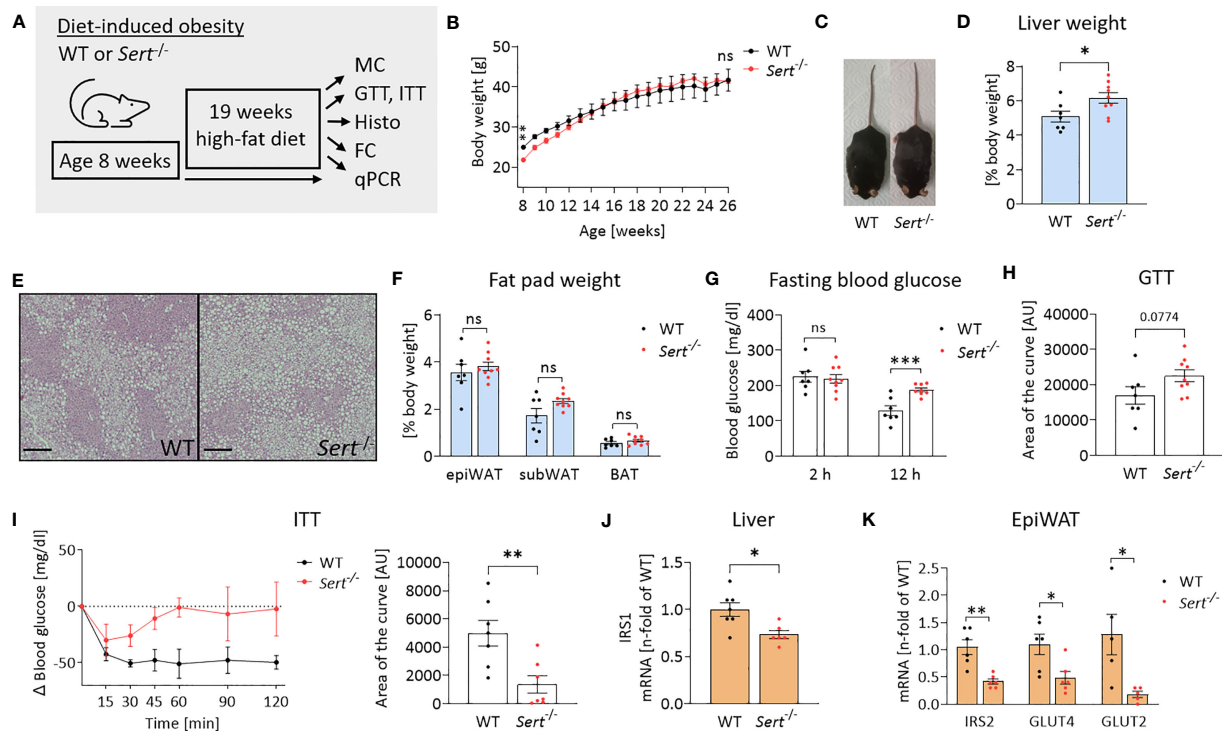 A
Diet-induced obesity
WT or Sert-/-
Age 8 weeks
19 weeks
high-fat diet
MC
GTT, ITT
Histo
FC
qPCR
B
Body weight [g]
50
40
30
20
**
ns
WT
Sert-/-
8 10 12 14 16 18 20 22 24 26
Age [weeks]
C
WT Sert-/-
D
Liver weight
[% body weight]
8
6
4
2
0
*
WT Sert-/-
E
WT
Sert-/-
F
Fat pad weight
[% body weight]
6
4
2
0
ns
ns
ns
WT
Sert-/-
epiWAT subWAT BAT
G
Fasting blood glucose
Blood glucose [mg/dl]
400
300
200
100
0
ns
***
WT
Sert-/-
2 h 12 h
H
GTT
Area of the curve [AU]
40000
30000
20000
10000
0
0.0774
WT Sert-/-
I
ITT
Δ Blood glucose [mg/dl]
50
0
-50
WT
Sert-/-
15 30 45 60 90 120
Time [min]
Area of the curve [AU]
10000
8000
6000
4000
2000
0
**
WT Sert-/-
J
Liver
IRS1
mRNA [n-fold of WT]
1.5
1.0
0.5
0.0
*
WT Sert-/-
K
EpiWAT
mRNA [n-fold of WT]
2.5
2.0
1.5
1.0
0.5
0.0
**
*
*
WT
Sert-/-
IRS2 GLUT4 GLUT2